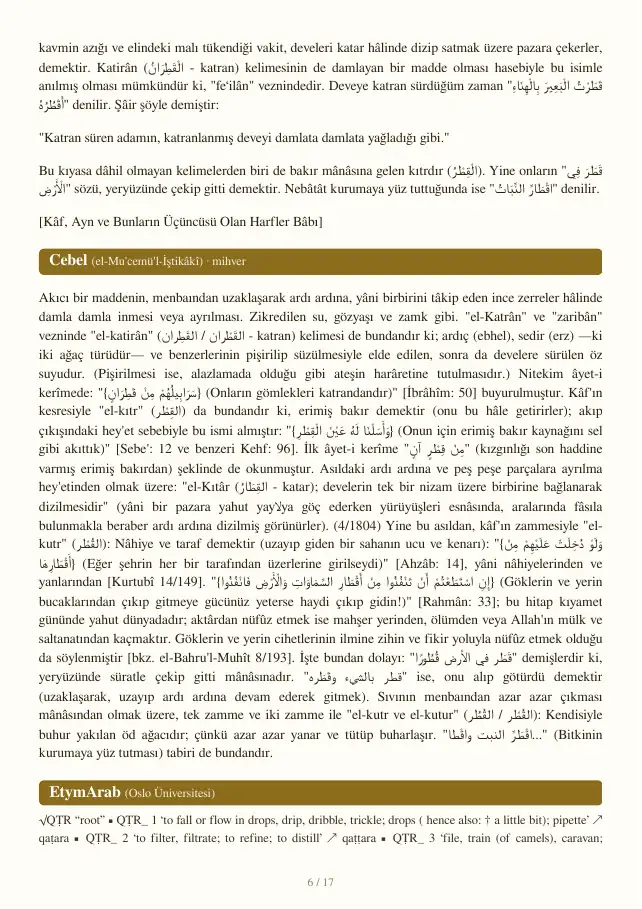 kavmin azığı ve elindeki malı tükendiği vakit, develeri katar hâlinde dizip satmak üzere pazara çekerler,
demektir. Katirân (الْقَطِرَانُ - katran) kelimesinin de damlayan bir madde olması hasebiyle bu isimle
anılmış olması mümkündür ki, "fe'ilân" veznindedir. Deveye katran sürdüğüm zaman "قَطَرْتُ الْبَعِيرَ بِالْهِنَاءِ
أَقْطُرُهُ" denilir. Şâir şöyle demiştir:
"Katran süren adamın, katranlanmış deveyi damlata damlata yağladığı gibi."
Bu kıyasa dâhil olmayan kelimelerden biri de bakır mânâsına gelen kıtrdır (الْقِطْرُ). Yine onların "قَطَرَ فِي
الْأَرْضِ" sözü, yeryüzünde çekip gitti demektir. Nebâtât kurumaya yüz tuttuğunda ise "اقْطَارَّ النَّبَاتُ" denilir.
[Kâf, Ayn ve Bunların Üçüncüsü Olan Harfler Bâbı]
Cebel (el-Mu'cemü'l-İştikâkî) · mihver
Akıcı bir maddenin, menbaından uzaklaşarak ardı ardına, yâni birbirini tâkip eden ince zerreler hâlinde
damla damla inmesi veya ayrılması. Zikredilen su, gözyaşı ve zamk gibi. "el-Katrân" ve "zaribân"
vezninde "el-katirân" (القَطْران / القَطِران - katran) kelimesi de bundandır ki; ardıç (ebhel), sedir (erz) —ki
iki ağaç türüdür— ve benzerlerinin pişirilip süzülmesiyle elde edilen, sonra da develere sürülen öz
suyudur. (Pişirilmesi ise, alazlamada olduğu gibi ateşin harâretine tutulmasıdır.) Nitekim âyet-i
kerîmede: "{سَرَابِيلُهُمْ مِنْ قَطِرَانٍ} (Onların gömlekleri katrandandır)" [İbrâhîm: 50] buyurulmuştur. Kâf'ın
kesresiyle "el-kıtr" (القِطْر) da bundandır ki, erimiş bakır demektir (onu bu hâle getirirler); akıp
çıkışındaki hey'et sebebiyle bu ismi almıştır: "{وَأَسَلْنَا لَهُ عَيْنَ الْقِطْرِ} (Onun için erimiş bakır kaynağını sel
gibi akıttık)" [Sebe': 12 ve benzeri Kehf: 96]. İlk âyet-i kerîme "مِنْ قِطْرٍ آنٍ" (kızgınlığı son haddine
varmış erimiş bakırdan) şeklinde de okunmuştur. Asıldaki ardı ardına ve peş peşe parçalara ayrılma
hey'etinden olmak üzere: "el-Kıtâr (القِطَارُ - katar); develerin tek bir nizam üzere birbirine bağlanarak
dizilmesidir" (yâni bir pazara yahut yaylya göç ederken yürüyüşleri esnâsında, aralarında fâsıla
bulunmakla beraber ardı ardına dizilmiş görünürler). (4/1804) Yine bu asıldan, kâf'ın zammesiyle "el-
kutr" (القُطْر): Nâhiye ve taraf demektir (uzayıp giden bir sahanın ucu ve kenarı): "{وَلَوْ دُخِلَتْ عَلَيْهِمْ مِنْ
أَقْطَارِهَا} (Eğer şehrin her bir tarafından üzerlerine girilseydi)" [Ahzâb: 14], yâni nâhiyelerinden ve
yanlarından [Kurtubî 14/149]. "{إِنِ اسْتَطَعْتُمْ أَنْ تَنْفُذُوا مِنْ أَقْطَارِ السَّمَاوَاتِ وَالْأَرْضِ فَانْفُذُوا} (Göklerin ve yerin
bucaklarından çıkıp gitmeye gücünüz yeterse haydi çıkıp gidin!)" [Rahmân: 33]; bu hitap kıyamet
gününde yahut dünyadadır; aktârdan nüfûz etmek ise mahşer yerinden, ölümden veya Allah'ın mülk ve
saltanatından kaçmaktır. Göklerin ve yerin cihetlerinin ilmine zihin ve fikir yoluyla nüfûz etmek olduğu
da söylenmiştir [bkz. el-Bahru'l-Muhît 8/193]. İşte bundan dolayı: "قَطَر في الأرض قُطُورًا" demişlerdir ki,
yeryüzünde süratle çekip gitti mânâsınadır. "قطر بالشيء وقطره" ise, onu alıp götürdü demektir
(uzaklaşarak, uzayıp ardı ardına devam ederek gitmek). Sıvının menbaından azar azar çıkması
mânâsından olmak üzere, tek zamme ve iki zamme ile "el-kutr ve el-kutur" (القُطْر / القُطُر): Kendisiyle
buhur yakılan öd ağacıdır; çünkü azar azar yanar ve tütüp buharlaşır. "اقْطَرَّ النبت واقْطا..." (Bitkinin
kurumaya yüz tutması) tabiri de bundandır.
EtymArab (Oslo Üniversitesi)
√QṬR “root” ▪ QṬR_ 1 ‘to fall or flow in drops, drip, dribble, trickle; drops ( hence also: † a little bit); pipette’ ↗
qaṭara ▪ QṬR_ 2 ‘to filter, filtrate; to refine; to distill’ ↗ qaṭṭara ▪ QṬR_ 3 ‘file, train (of camels), caravan;
6 / 17